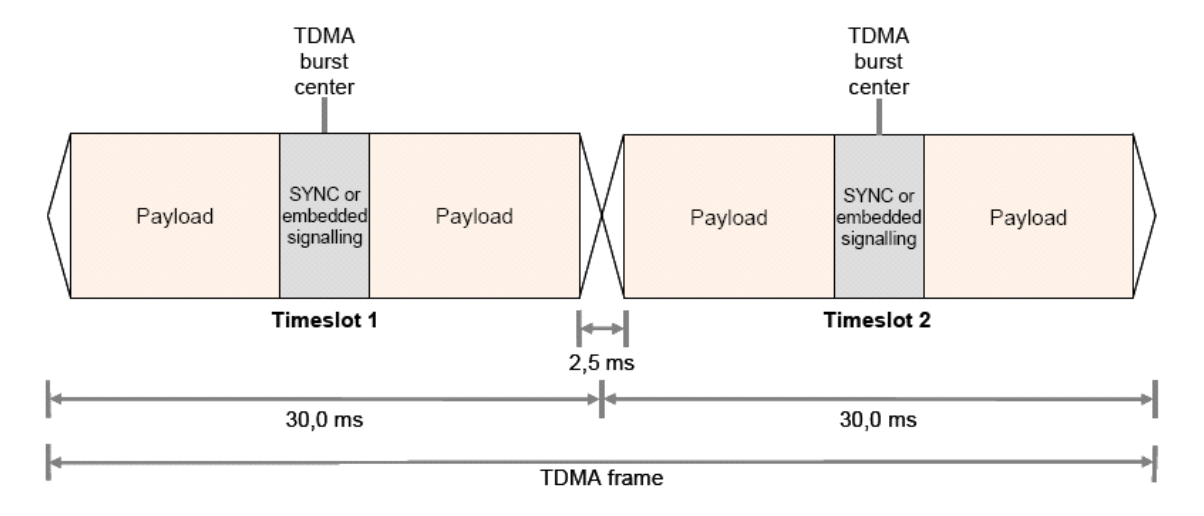 TDMA
burst
center
TDMA
burst
center
Payload
SYNC or
embedded
signalling
Payload
Payload
SYNC or
embedded
signalling
Payload
Timeslot 1
Timeslot 2
2,5 ms
30,0 ms
30,0 ms
TDMA frame